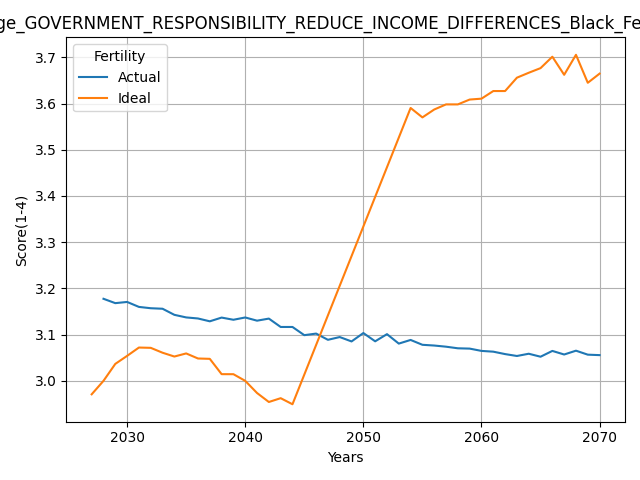 ge_GOVERNMENT_RESPONSIBILITY_REDUCE_INCOME_DIFFERENCES_Black_Fe
Fertility
Actual
Ideal
3.7
3.6
3.5
3.4
3.3
3.2
3.1
3.0
Score(1-4)
2030 2040 2050 2060 2070
Years